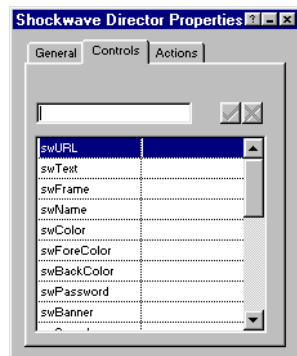 Shockwave Director Properties
General Controls Actions
swURL
swText
swFrame
swName
swColor
swForeColor
swBackColor
swPassword
swBanner